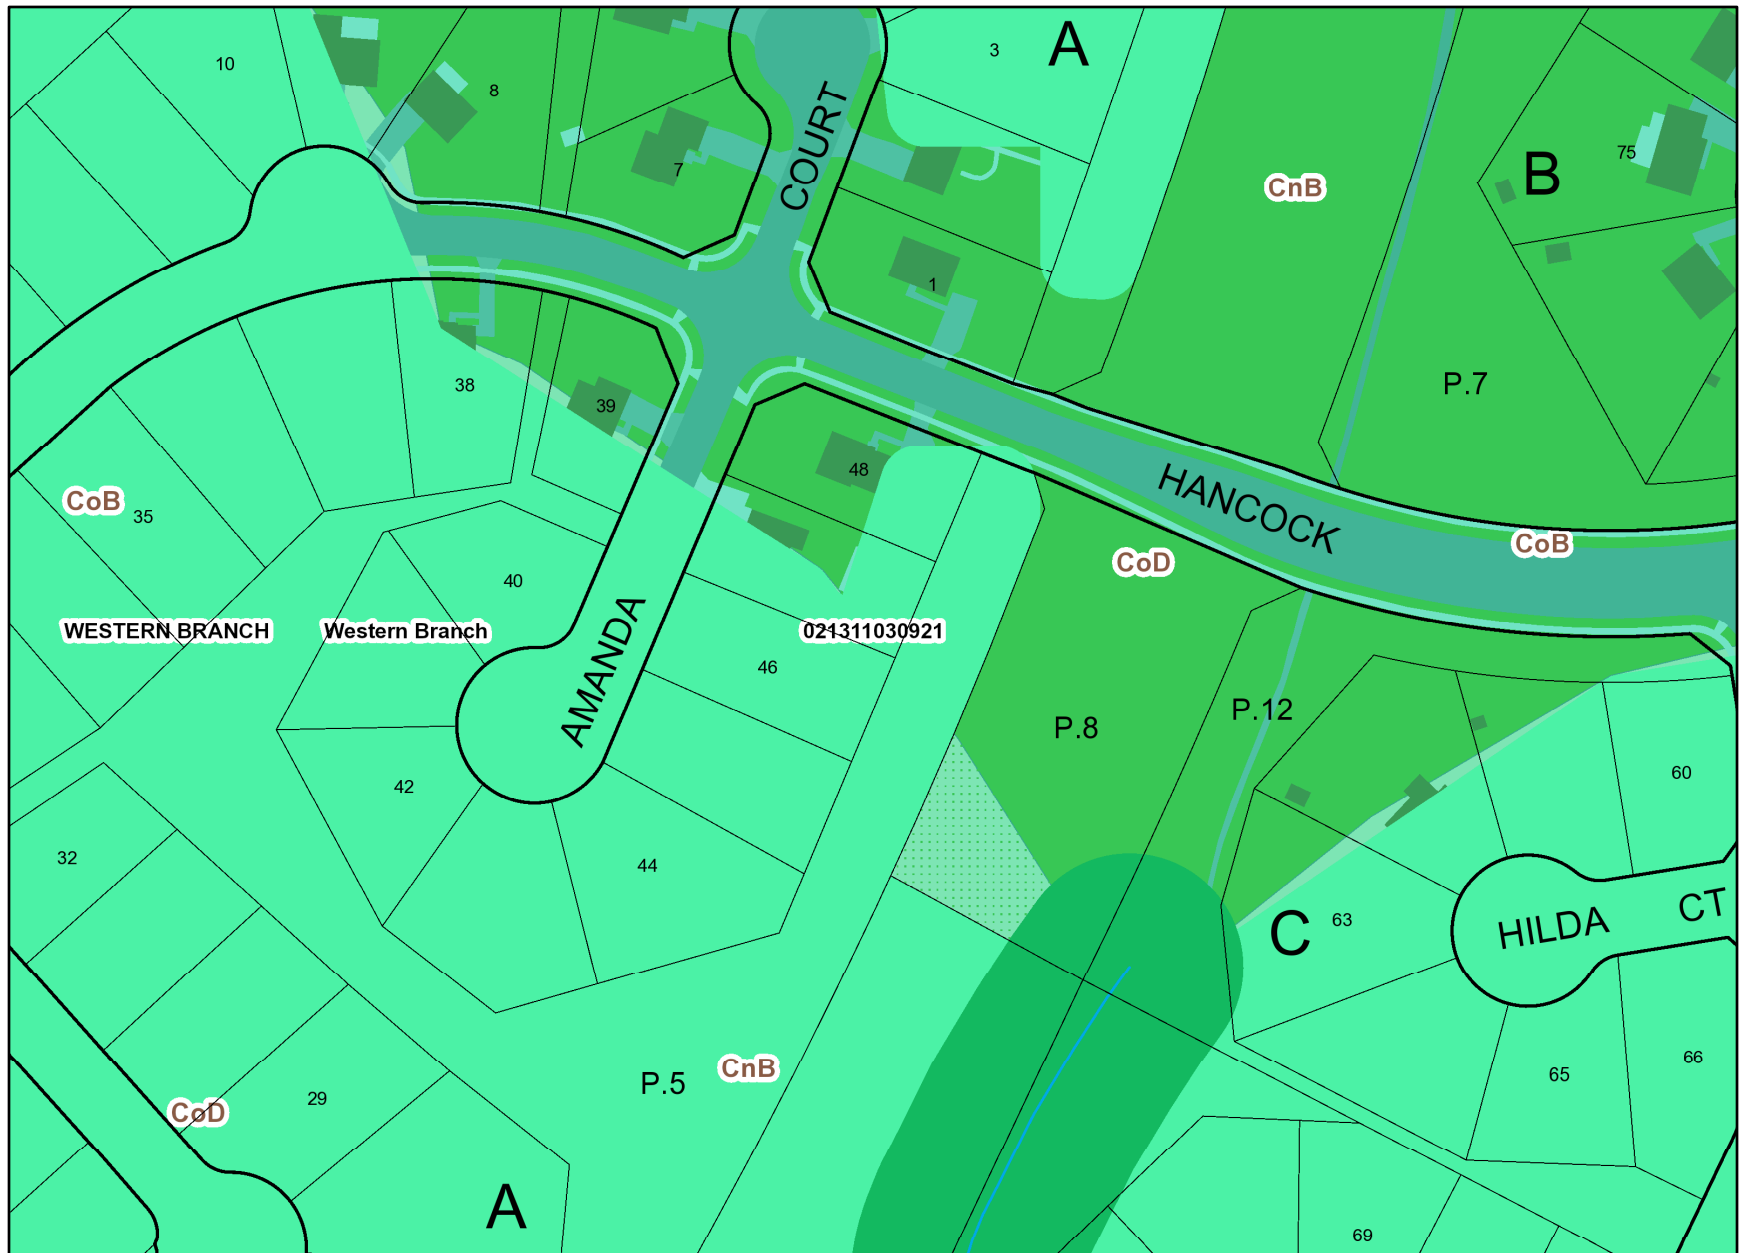 10
8
3
A
COURT
7
75
B
CnB
1
P.7
38
39
48
HANCOCK
CoB
35
CoB
CoD
40
WESTERN BRANCH
Western Branch
021311030921
46
AMANDA
P.8
P.12
42
60
32
44
C
63
HILDA
CT
P.5
CnB
29
CoD
65
66
A
69